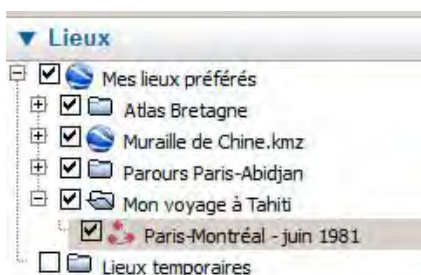 Lieux
Mes lieux préférés
Atlas Bretagne
Muraille de Chine.kmz
Parours Paris-Abidjan
Mon voyage à Tahiti
Paris-Montréal - juin 1981
Lieux temporaires